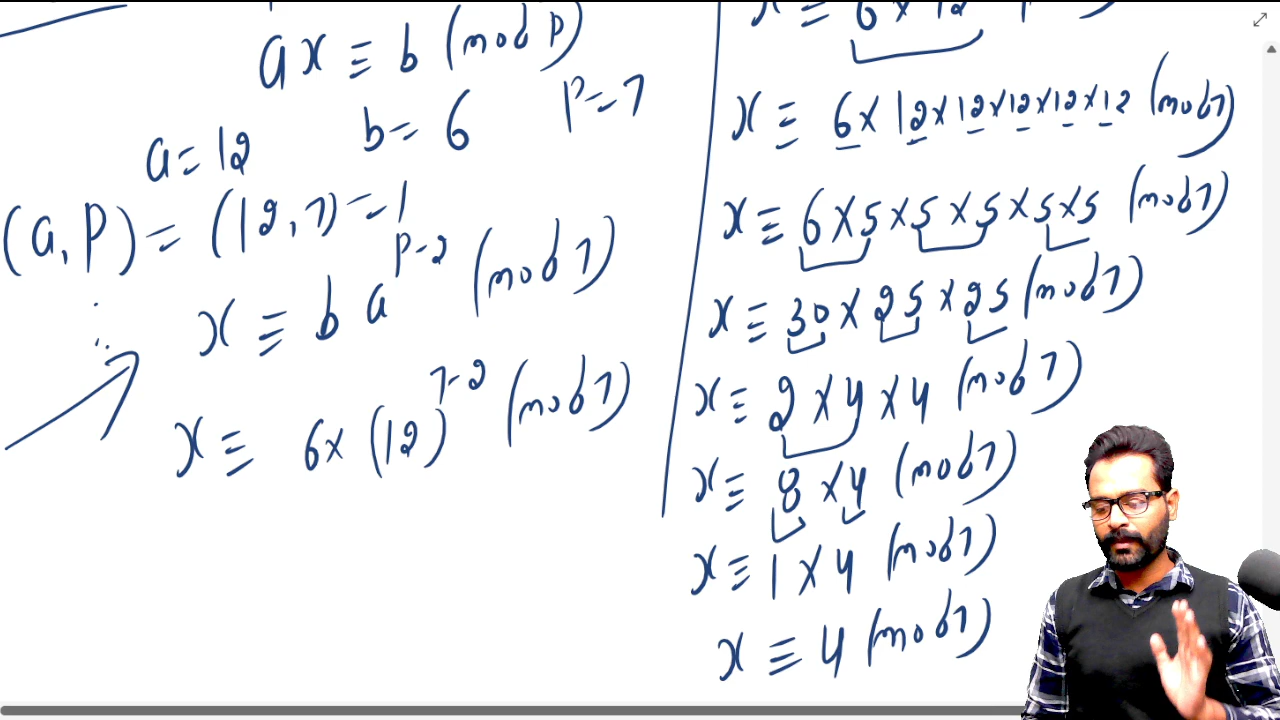 ax ≡ b (mod p)
a = 12 b = 6 p = 7
(a, p) = (12, 7) = 1
∴ x ≡ b a^{p-2} (mod 7)
x ≡ 6 × (12)^{7-2} (mod 7)
x ≡ 6 × 12 × 12 × 12 × 12 × 12 (mod 7)
x ≡ 6 × 5 × 5 × 5 × 5 × 5 (mod 7)
x ≡ 30 × 25 × 25 (mod 7)
x ≡ 2 × 4 × 4 (mod 7)
x ≡ 8 × 4 (mod 7)
x ≡ 1 × 4 (mod 7)
x ≡ 4 (mod 7)